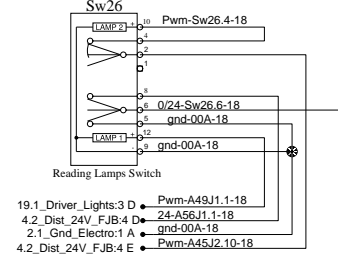 Sw26
LAMP 2 + 10 Pwm-Sw26.4-18
4
2
1
8
6 0/24-Sw26.6-18
5 gnd-00A-18
LAMP 1 + 12
- 9 gnd-00A-18
Reading Lamps Switch
19.1_Driver_Lights:3 D Pwm-A49J1.1-18
4.2_Dist_24V_FJB:4 D 24-A56J1.1-18
2.1_Gnd_Electro:1 A gnd-00A-18
4.2_Dist_24V_FJB:4 E Pwm-A45J2.10-18